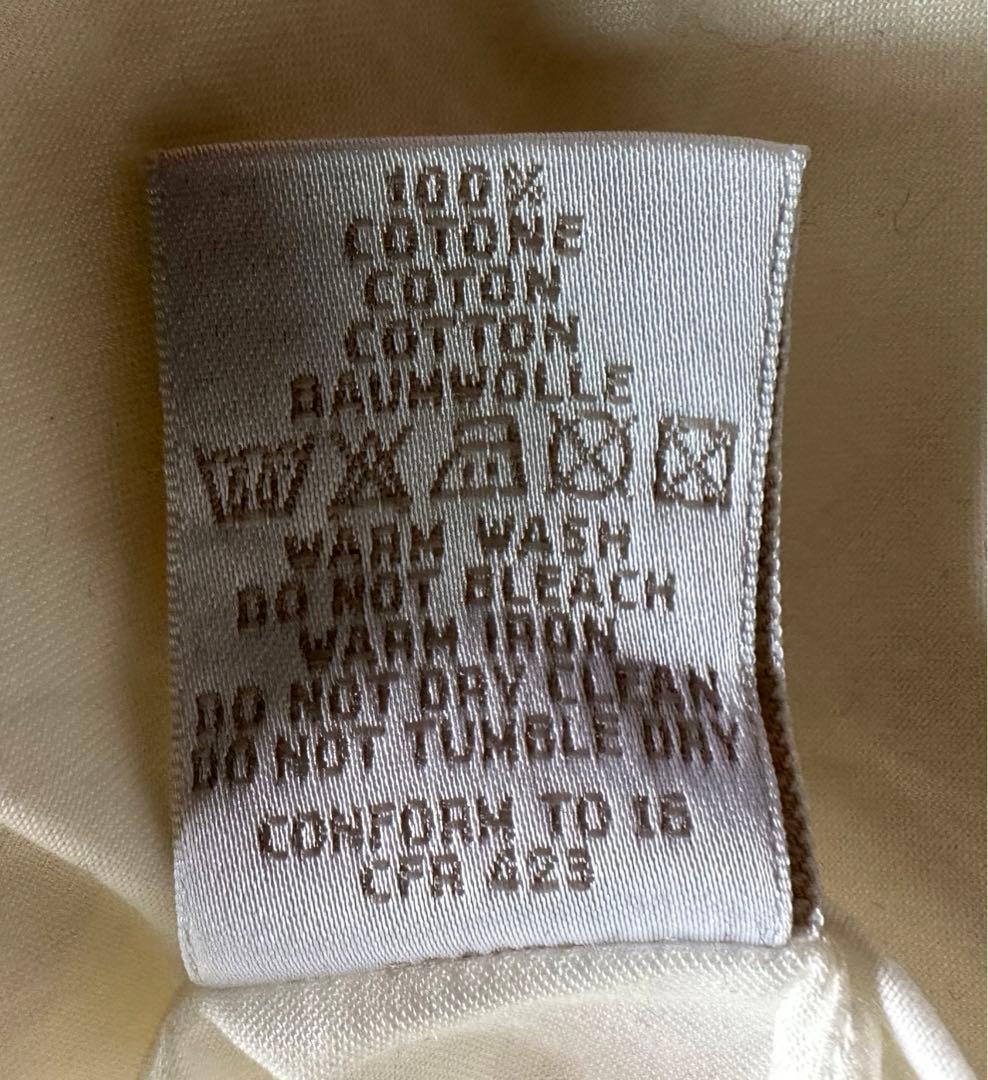 100%
COTONE
COTON
COTTON
BAUMWOLLE
WARM WASH
DO NOT BLEACH
WARM IRON
DO NOT DRY CLEAN
DO NOT TUMBLE DRY
CONFORM TO 16
CFR 423